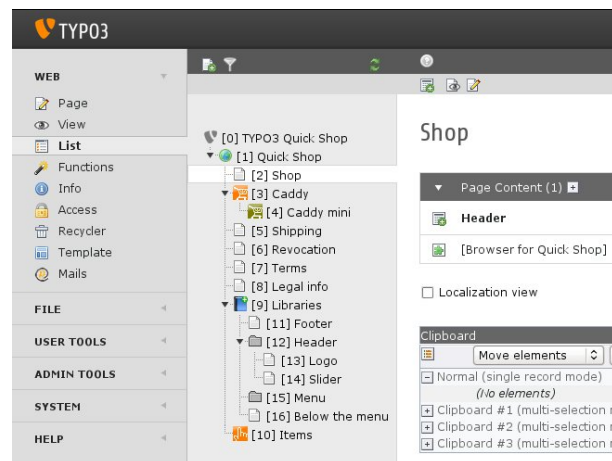 TYPO3
WEB
Page
View
List
Functions
Info
Access
Recycler
Template
Mails
FILE
USER TOOLS
ADMIN TOOLS
SYSTEM
HELP
[0] TYPO3 Quick Shop
[1] Quick Shop
[2] Shop
[3] Caddy
[4] Caddy mini
[5] Shipping
[6] Revocation
[7] Terms
[8] Legal info
[9] Libraries
[11] Footer
[12] Header
[13] Logo
[14] Slider
[15] Menu
[16] Below the menu
[10] Items
Shop
Page Content (1)
Header
[Browser for Quick Shop]
Localization view
Clipboard
Move elements
Normal (single record mode)
(No elements)
Clipboard #1 (multi-selection
Clipboard #2 (multi-selection
Clipboard #3 (multi-selection